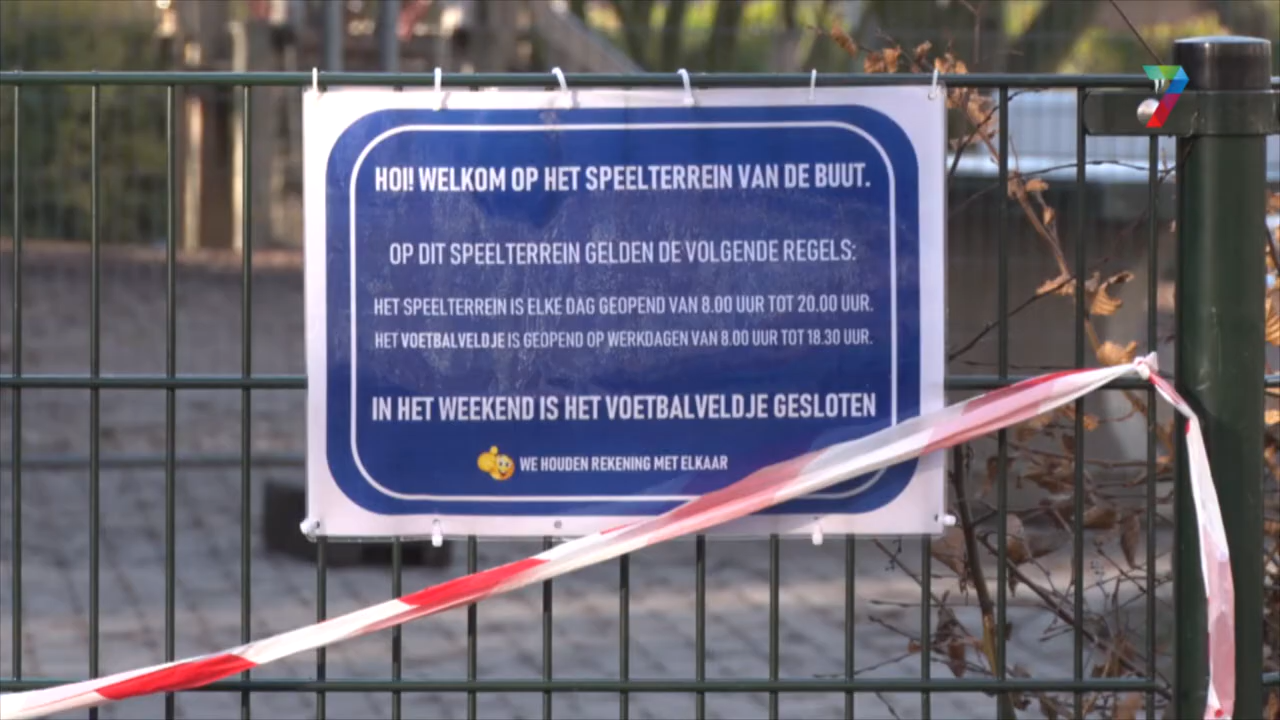 HOI! WELKOM OP HET SPEELTERREIN VAN DE BUUT.
OP DIT SPEELTERREIN GELDEN DE VOLGENDE REGELS:
HET SPEELTERREIN IS ELKE DAG GEOPEND VAN 8.00 UUR TOT 20.00 UUR.
HET VOETBALVELDJE IS GEOPEND OP WERKDAGEN VAN 8.00 UUR TOT 18.30 UUR.
IN HET WEEKEND IS HET VOETBALVELDJE GESLOTEN
WE HOUDEN REKENING MET ELKAAR